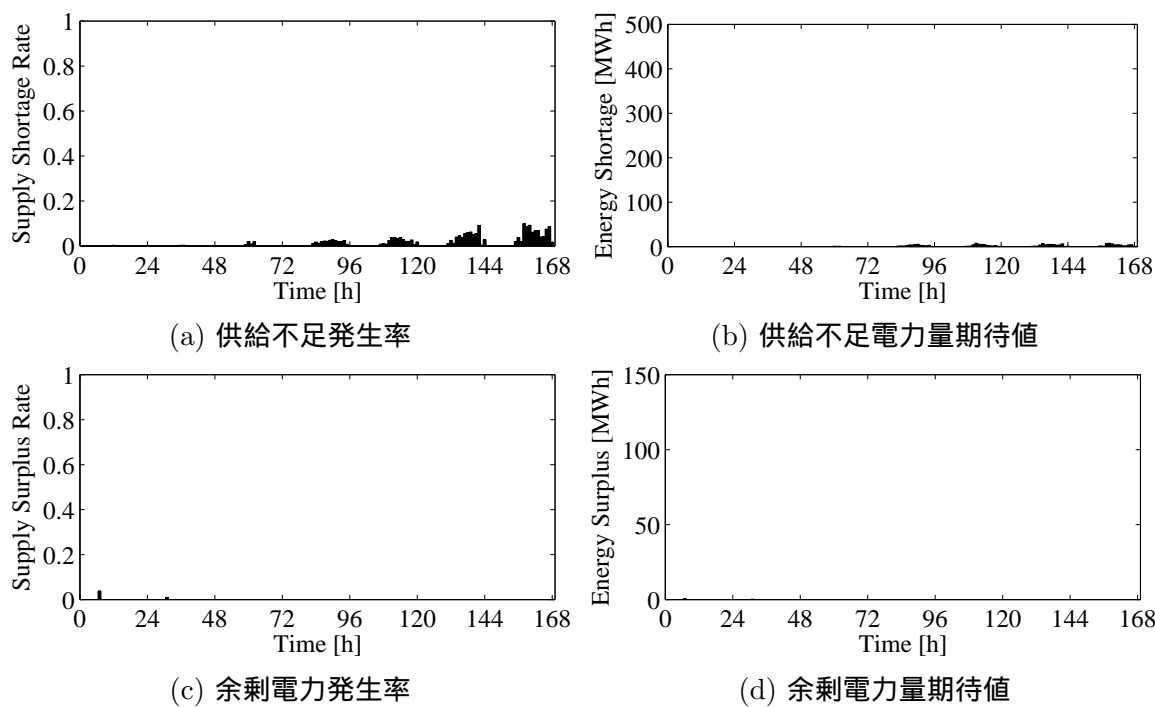 Supply Shortage Rate
1
0.8
0.6
0.4
0.2
0
0 24 48 72 96 120 144 168
Time [h]
(a) 供給不足発生率
Energy Shortage [MWh]
500
400
300
200
100
0
0 24 48 72 96 120 144 168
Time [h]
(b) 供給不足電力量期待値
Supply Surplus Rate
1
0.8
0.6
0.4
0.2
0
0 24 48 72 96 120 144 168
Time [h]
(c) 余剰電力発生率
Energy Surplus [MWh]
150
100
50
0
0 24 48 72 96 120 144 168
Time [h]
(d) 余剰電力量期待値